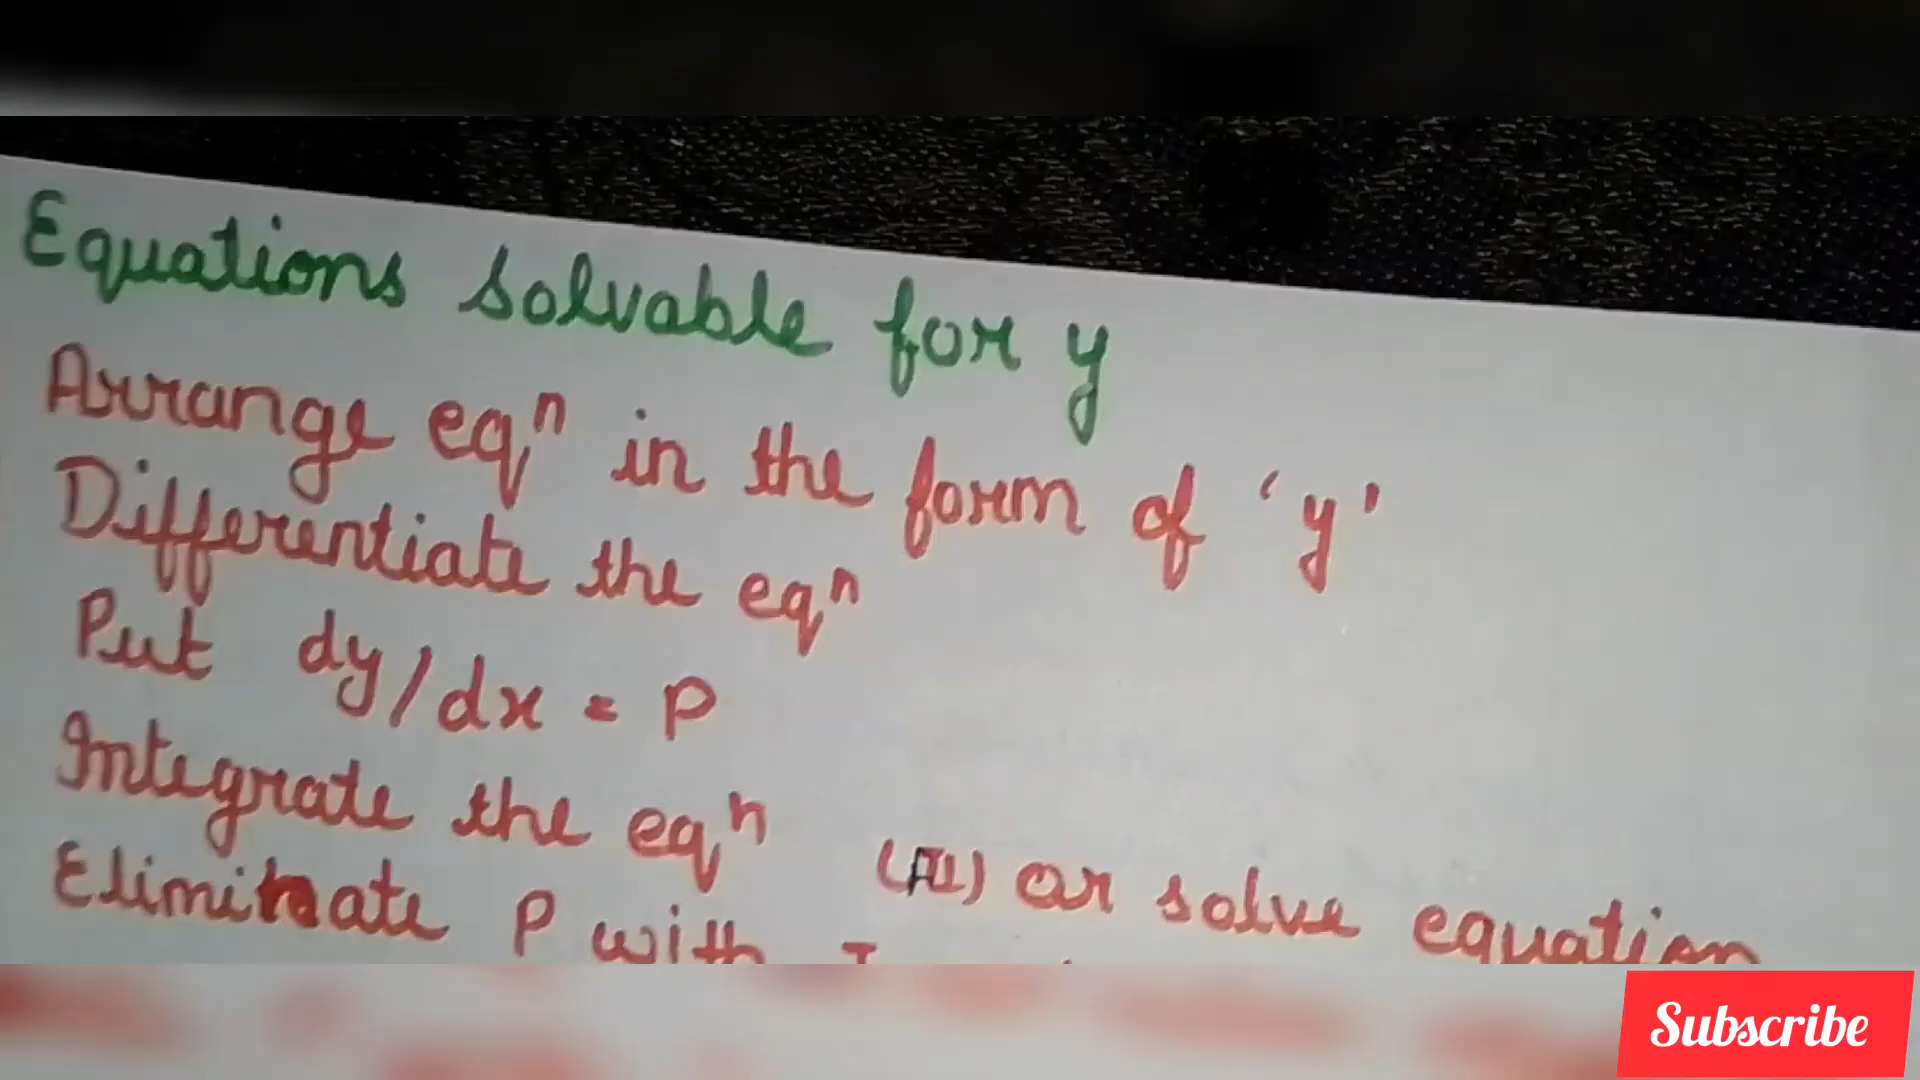 Equations solvable for y
Arrange eqⁿ in the form of 'y'
Differentiate the eqⁿ
Put dy/dx = P
Integrate the eqⁿ (II) or solve equation
Eliminate P with
Subscribe